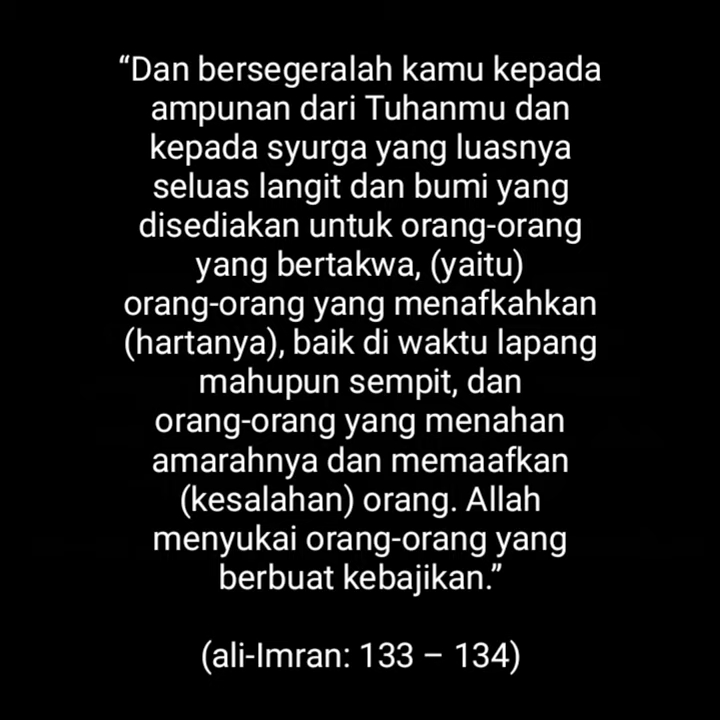 “Dan bersegeralah kamu kepada
ampunan dari Tuhanmu dan
kepada syurga yang luasnya
seluas langit dan bumi yang
disediakan untuk orang-orang
yang bertakwa, (yaitu)
orang-orang yang menafkahkan
(hartanya), baik di waktu lapang
mahupun sempit, dan
orang-orang yang menahan
amarahnya dan memaafkan
(kesalahan) orang. Allah
menyukai orang-orang yang
berbuat kebajikan.”
(ali-Imran: 133 – 134)